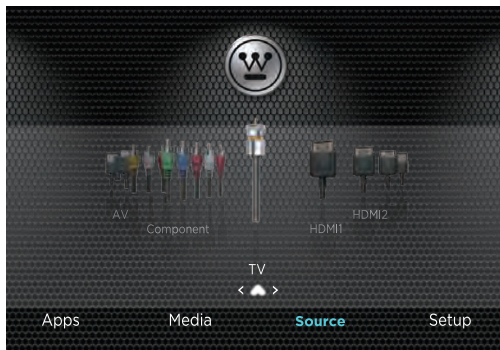 W
AV
HDMI2
Component
HDMI1
TV
Apps Media Source Setup